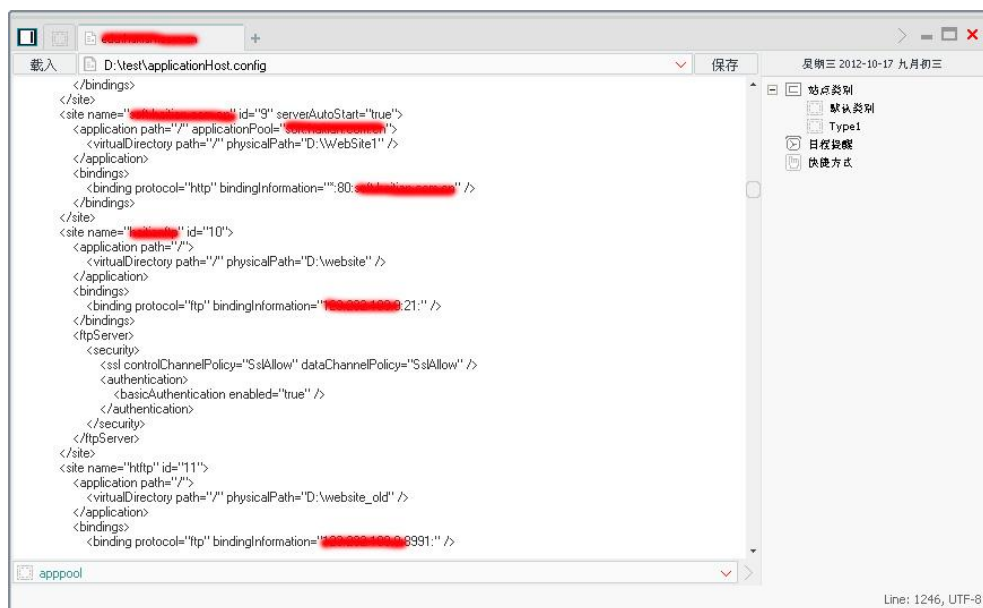 載入
D:\test\applicationHost.config
保存
星期三 2012-10-17 九月初三
</bindings>
</site>
<site name=" id="9" serverAutoStart="true">
<application path="/" applicationPool=" ">
<virtualDirectory path="/" physicalPath="D:\WebSite1" />
</application>
<bindings>
<binding protocol="http" bindingInformation="*:80: " />
</bindings>
</site>
<site name=" " id="10">
<application path="/">
<virtualDirectory path="/" physicalPath="D:\website" />
</application>
<bindings>
<binding protocol="ftp" bindingInformation=" :21:" />
</bindings>
<ftpServer>
<security>
<ssl controlChannelPolicy="SslAllow" dataChannelPolicy="SslAllow" />
<authentication>
<basicAuthentication enabled="true" />
</authentication>
</security>
</ftpServer>
</site>
<site name="htftp" id="11">
<application path="/">
<virtualDirectory path="/" physicalPath="D:\website_old" />
</application>
<bindings>
<binding protocol="ftp" bindingInformation=" 8991:" />
站点类别
默认类别
Type1
日程提醒
快捷方式
apppool
Line: 1246, UTF-8